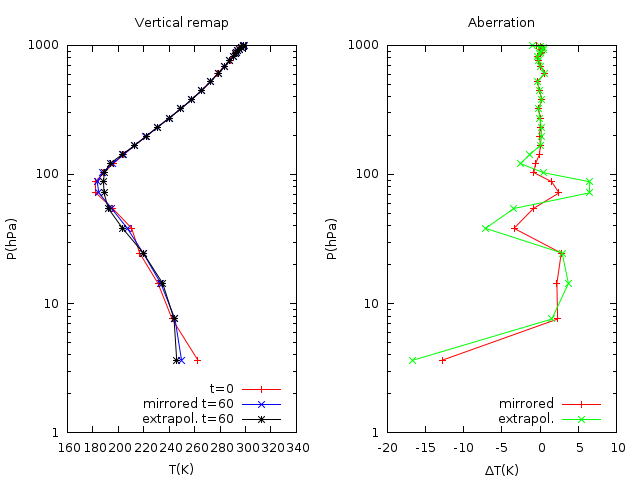 Vertical remap
1000
100
10
1
P(hPa)
t=0
mirrored t=60
extrapol. t=60
160 180 200 220 240 260 280 300 320 340
T(K)
Aberration
1000
100
10
1
P(hPa)
mirrored
extrapol.
-20 -15 -10 -5 0 5 10
ΔT(K)